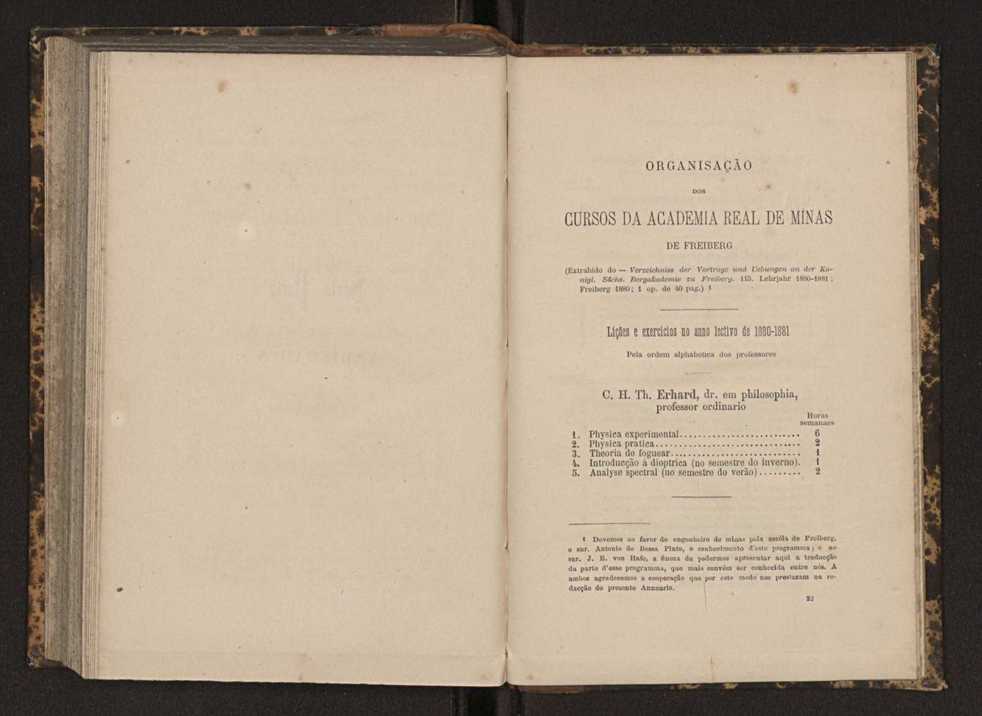 ORGANISAÇÃO
DOS
CURSOS DA ACADEMIA REAL DE MINAS
DE FREIBERG
(Extrahido do — Verzeichniss der Vortrage und Uebungen an der Ko-
nigl. Sächs. Bergakademie zu Freiberg. 115. Lehrjahr 1880-1881;
Freiberg 1880; 1 op. de 40 pag.) 1
Lições e exercicios no anno lectivo de 1880-1881
Pela ordem alphabetica dos professores
C. H. Th. Erhard, dr. em philosophia,
professor ordinario
Horas
semanaes
1. Physica experimental......................... 6
2. Physica pratica.............................. 2
3. Theoria do foguear........................... 1
4. Introducção à dioptrica (no semestre do inverno). 1
5. Analyse spectral (no semestre do verão)......... 2
1 Devemos ao favor do engenheiro de minas pela escóla de Freiberg,
o snr. Antonio de Bessa Pinto, o conhecimento d'este programma; e ao
snr. J. E. von Hafe, a fineza de podermos apresentar aqui a traducção
da parte d'esse programma, que mais convém ser conhecida entre nós. A
ambos agradecemos a cooperação que por este modo nos prestaram na re-
dacção do presente Annuario.
22